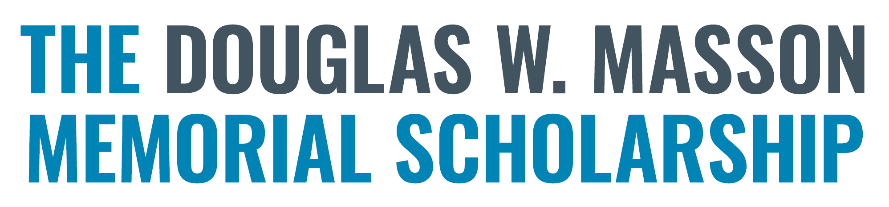 THE DOUGLAS W. MASSON
MEMORIAL SCHOLARSHIP